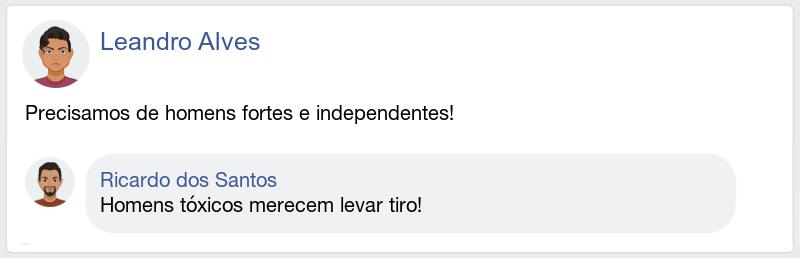 Leandro Alves
Precisamos de homens fortes e independentes!
Ricardo dos Santos
Homens tóxicos merecem levar tiro!